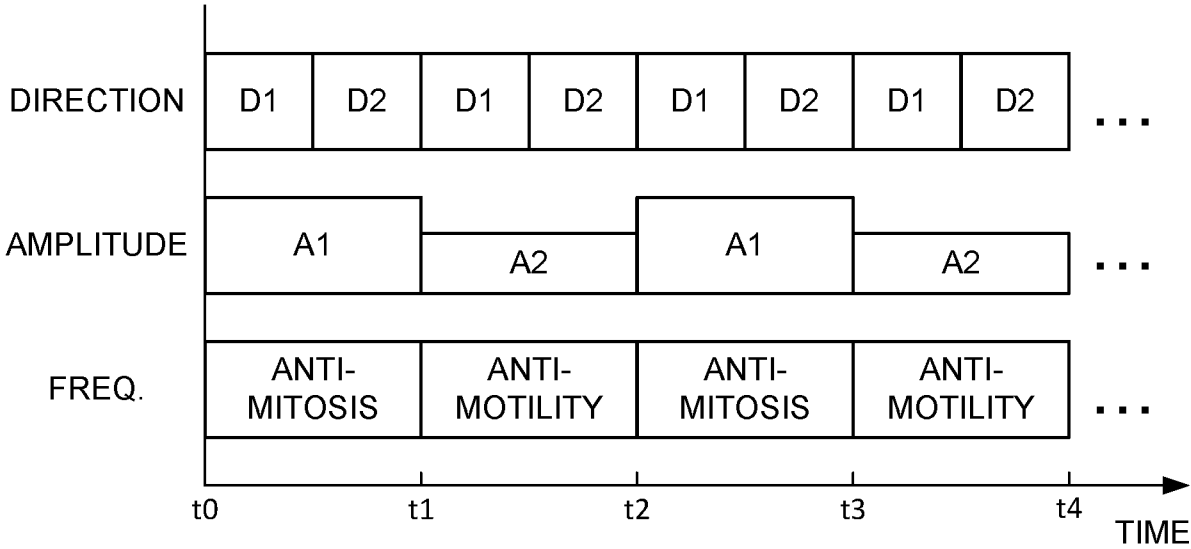 DIRECTION D1 D2 D1 D2 D1 D2 D1 D2 ...
AMPLITUDE A1 A2 A1 A2 ...
FREQ. ANTI- ANTI- ANTI- ANTI-
MITOSIS MOTILITY MITOSIS MOTILITY ...
t0 t1 t2 t3 t4
TIME